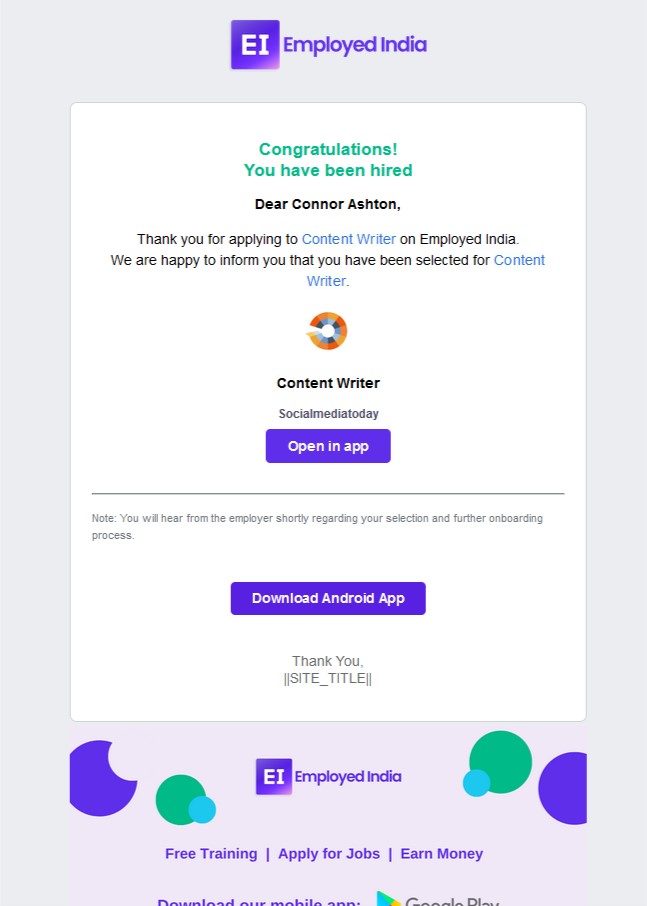 EI Employed India
Congratulations!
You have been hired
Dear Connor Ashton,
Thank you for applying to Content Writer on Employed India.
We are happy to inform you that you have been selected for Content
Writer.
Content Writer
Socialmediatoday
Open in app
Note: You will hear from the employer shortly regarding your selection and further onboarding
process.
Download Android App
Thank You,
||SITE_TITLE||
EI Employed India
Free Training | Apply for Jobs | Earn Money
Download our mobile app: Google Play